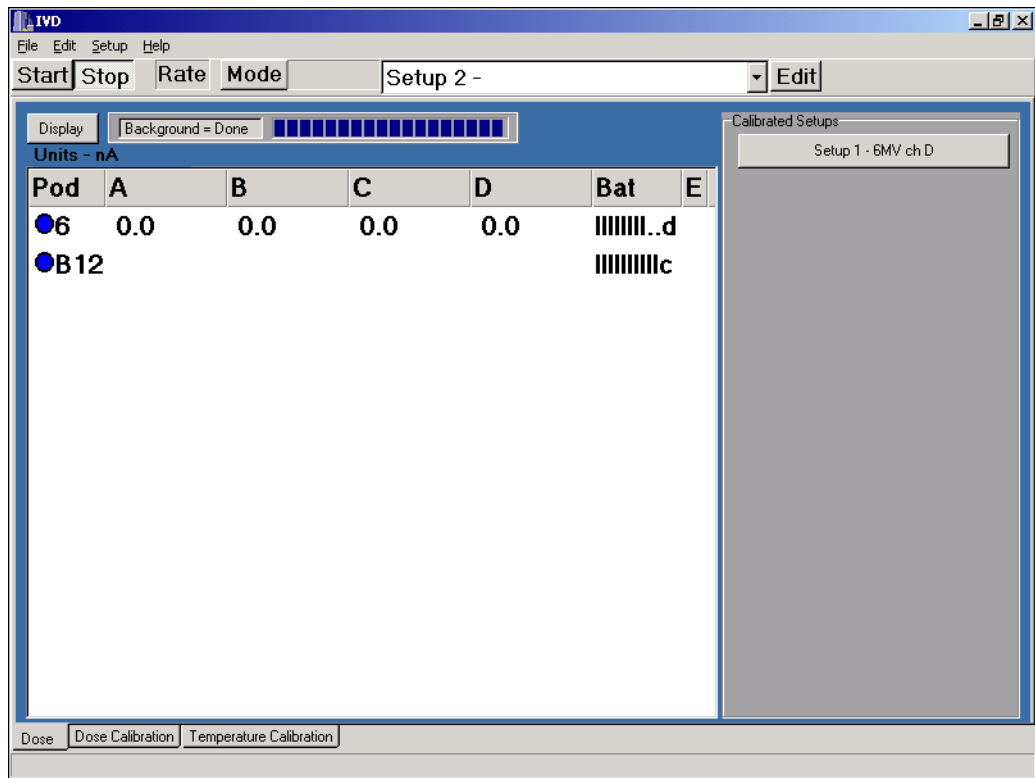 IVD
File Edit Setup Help
Start Stop Rate Mode Setup 2 - Edit
Display Background = Done
Units - nA
Calibrated Setups
Setup 1 - 6MV ch D
Pod A B C D Bat E
6 0.0 0.0 0.0 0.0 llllllll..d
B12 llllllllllc
Dose Dose Calibration Temperature Calibration